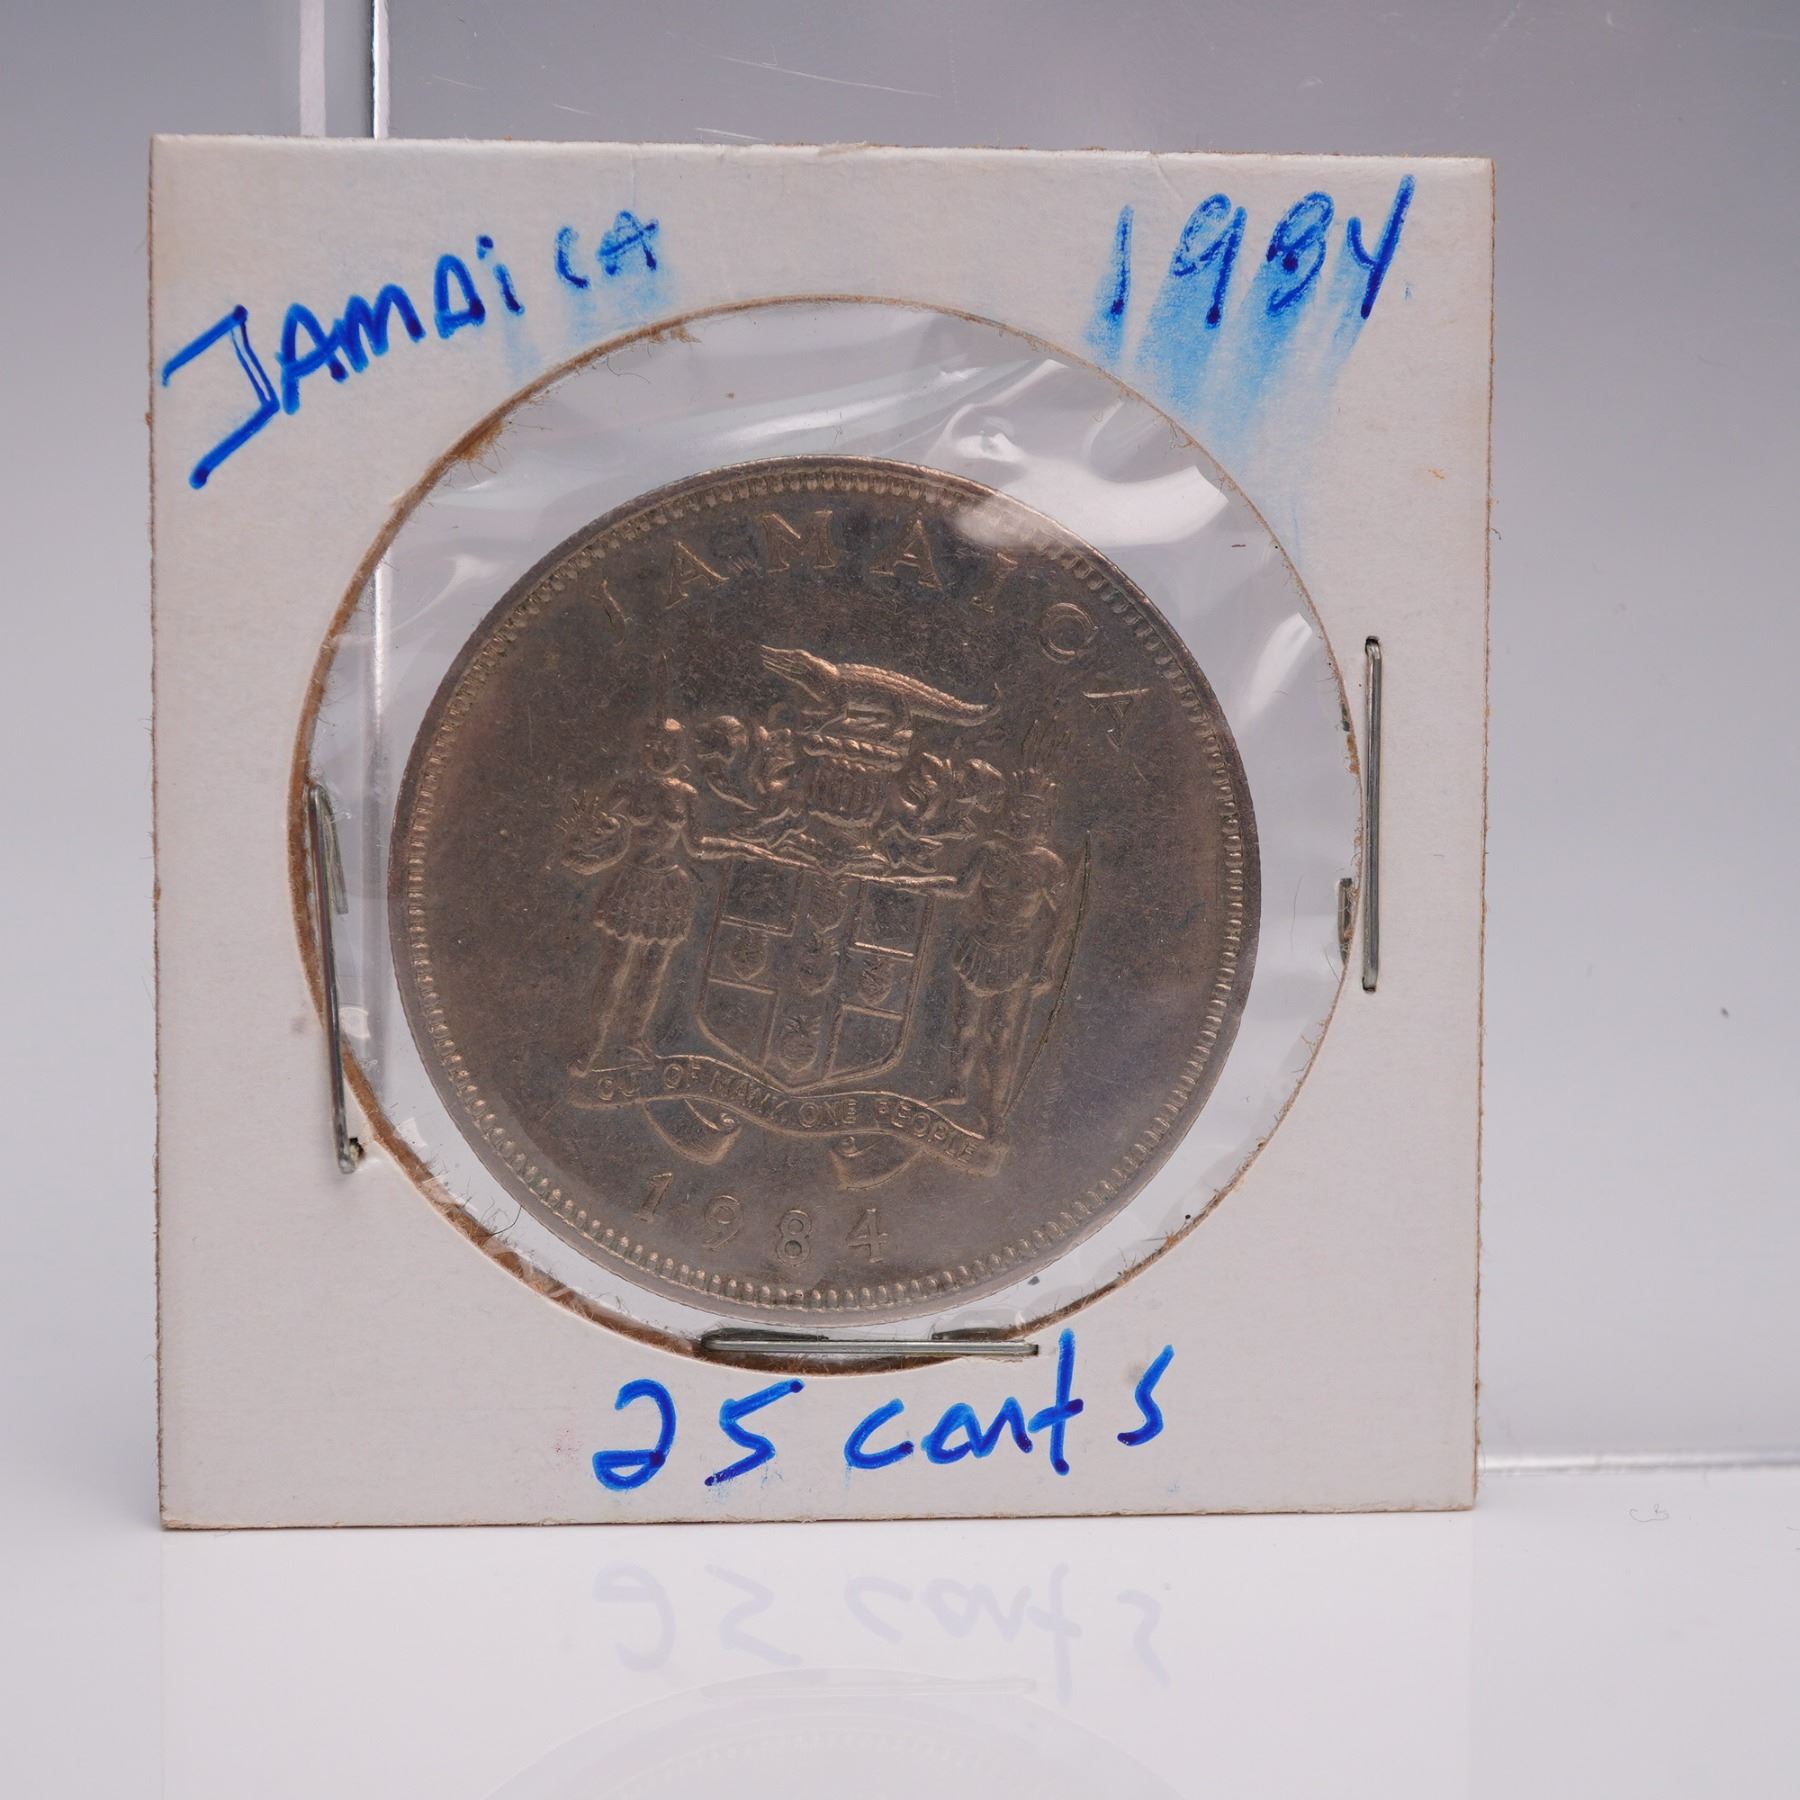 JAMAiCA 1984
JAMAICA
OUT OF MANY, ONE PEOPLE
1984
25 cents